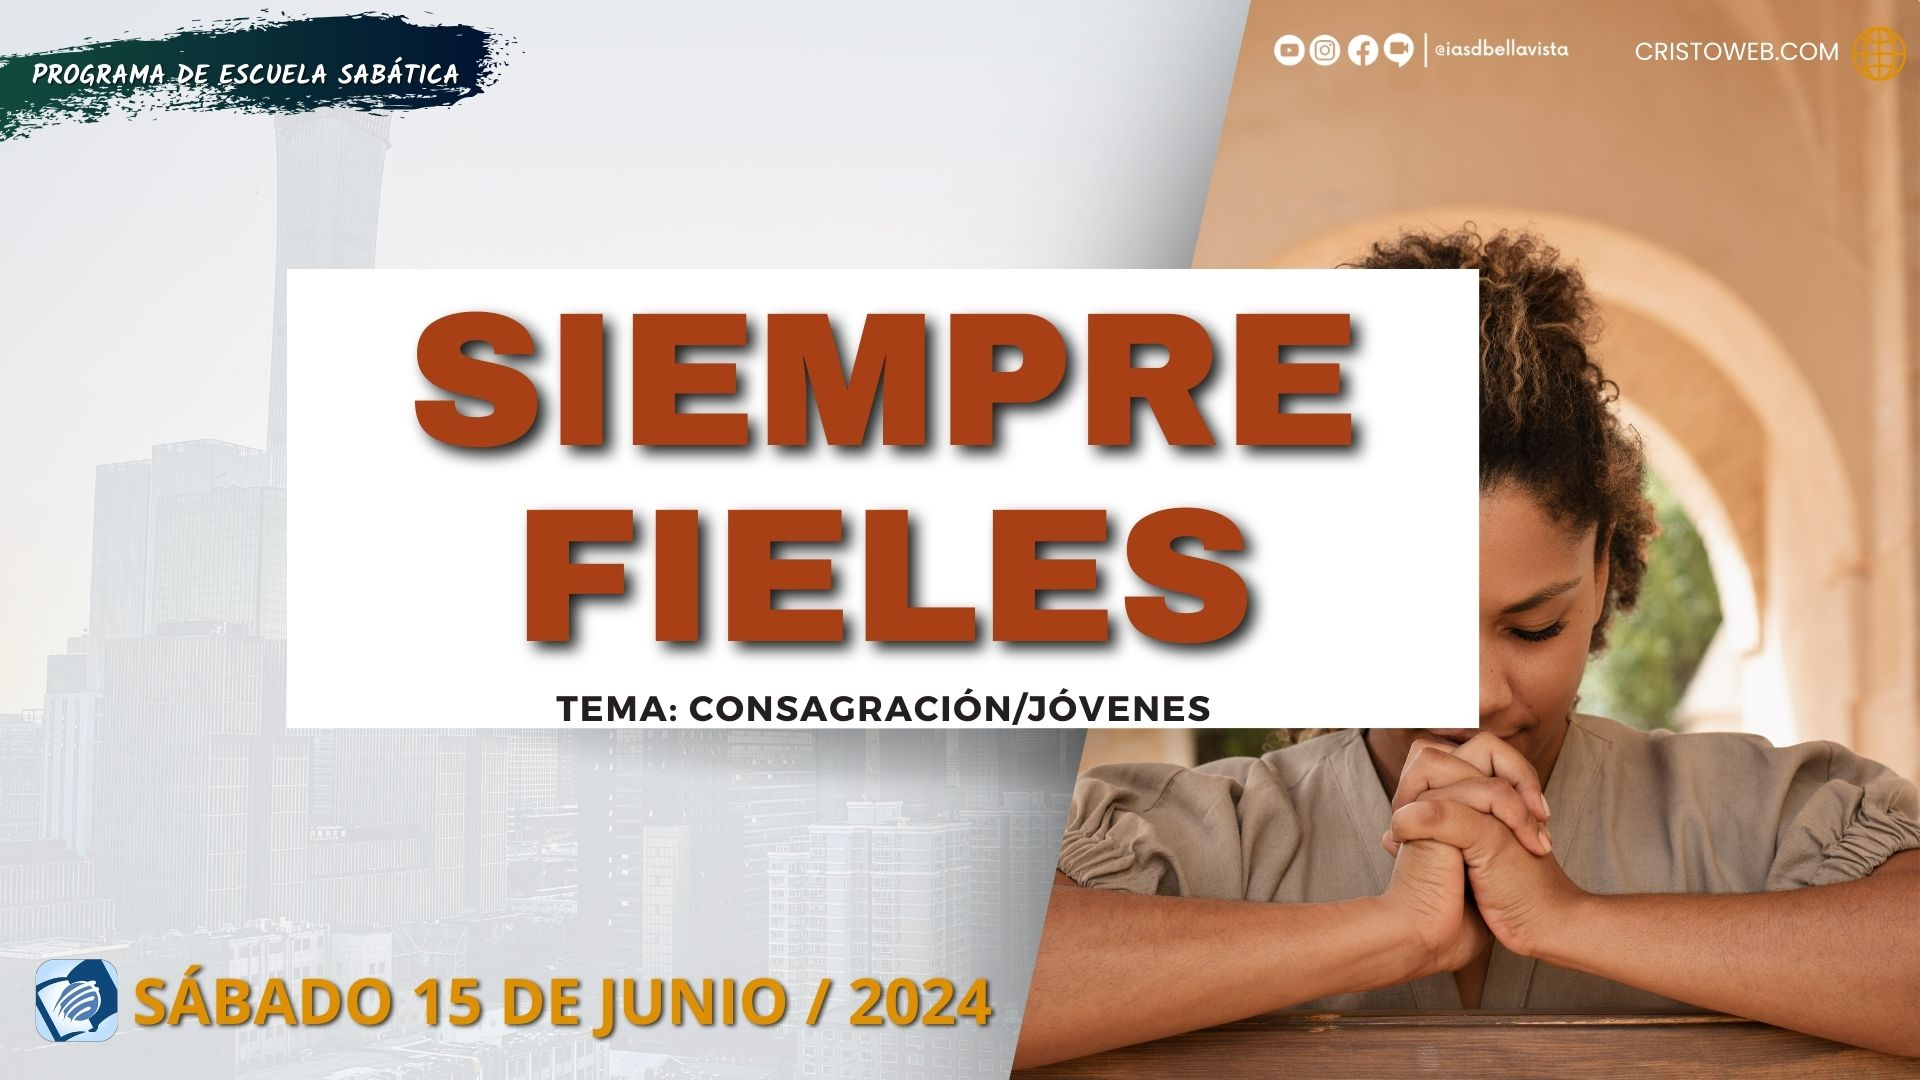 PROGRAMA DE ESCUELA SABÁTICA
@iasdbellavista
CRISTOWEB.COM
SIEMPRE
FIELES
TEMA: CONSAGRACIÓN/JÓVENES
SÁBADO 15 DE JUNIO / 2024